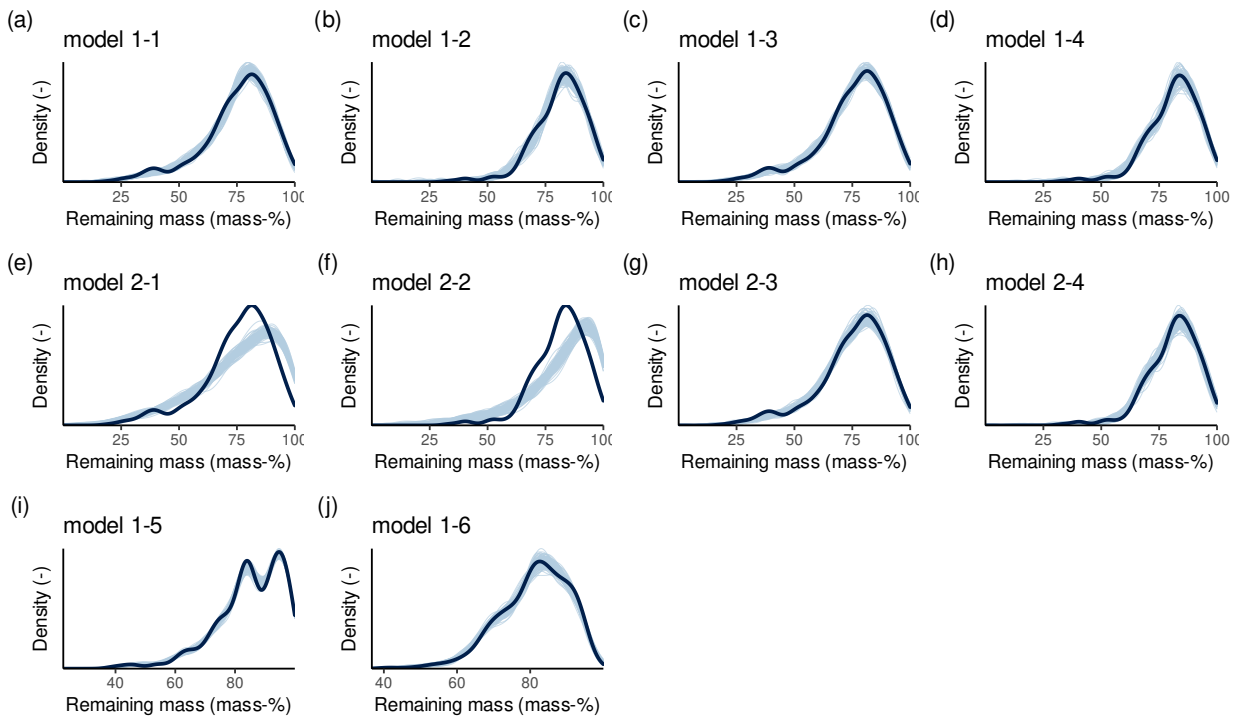 (a) (b) (c) (d)
model 1-1 model 1-2 model 1-3 model 1-4
Density (-) Density (-) Density (-) Density (-)
25 50 75 100 25 50 75 100 25 50 75 100 25 50 75 100
Remaining mass (mass-%) Remaining mass (mass-%) Remaining mass (mass-%) Remaining mass (mass-%)
(e) (f) (g) (h)
model 2-1 model 2-2 model 2-3 model 2-4
Density (-) Density (-) Density (-) Density (-)
25 50 75 100 25 50 75 100 25 50 75 100 25 50 75 100
Remaining mass (mass-%) Remaining mass (mass-%) Remaining mass (mass-%) Remaining mass (mass-%)
(i) (j)
model 1-5 model 1-6
Density (-) Density (-)
40 60 80 40 60 80
Remaining mass (mass-%) Remaining mass (mass-%)